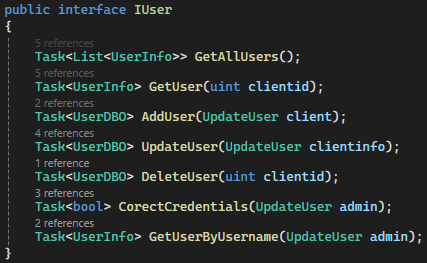 public interface IUser
{
5 references
Task<List<UserInfo>> GetAllUsers();
5 references
Task<UserInfo> GetUser(uint clientid);
2 references
Task<UserDBO> AddUser(UpdateUser client);
4 references
Task<UserDBO> UpdateUser(UpdateUser clientinfo);
1 reference
Task<UserDBO> DeleteUser(uint clientid);
3 references
Task<bool> CorectCredentials(UpdateUser admin);
2 references
Task<UserInfo> GetUserByUsername(UpdateUser admin);
}